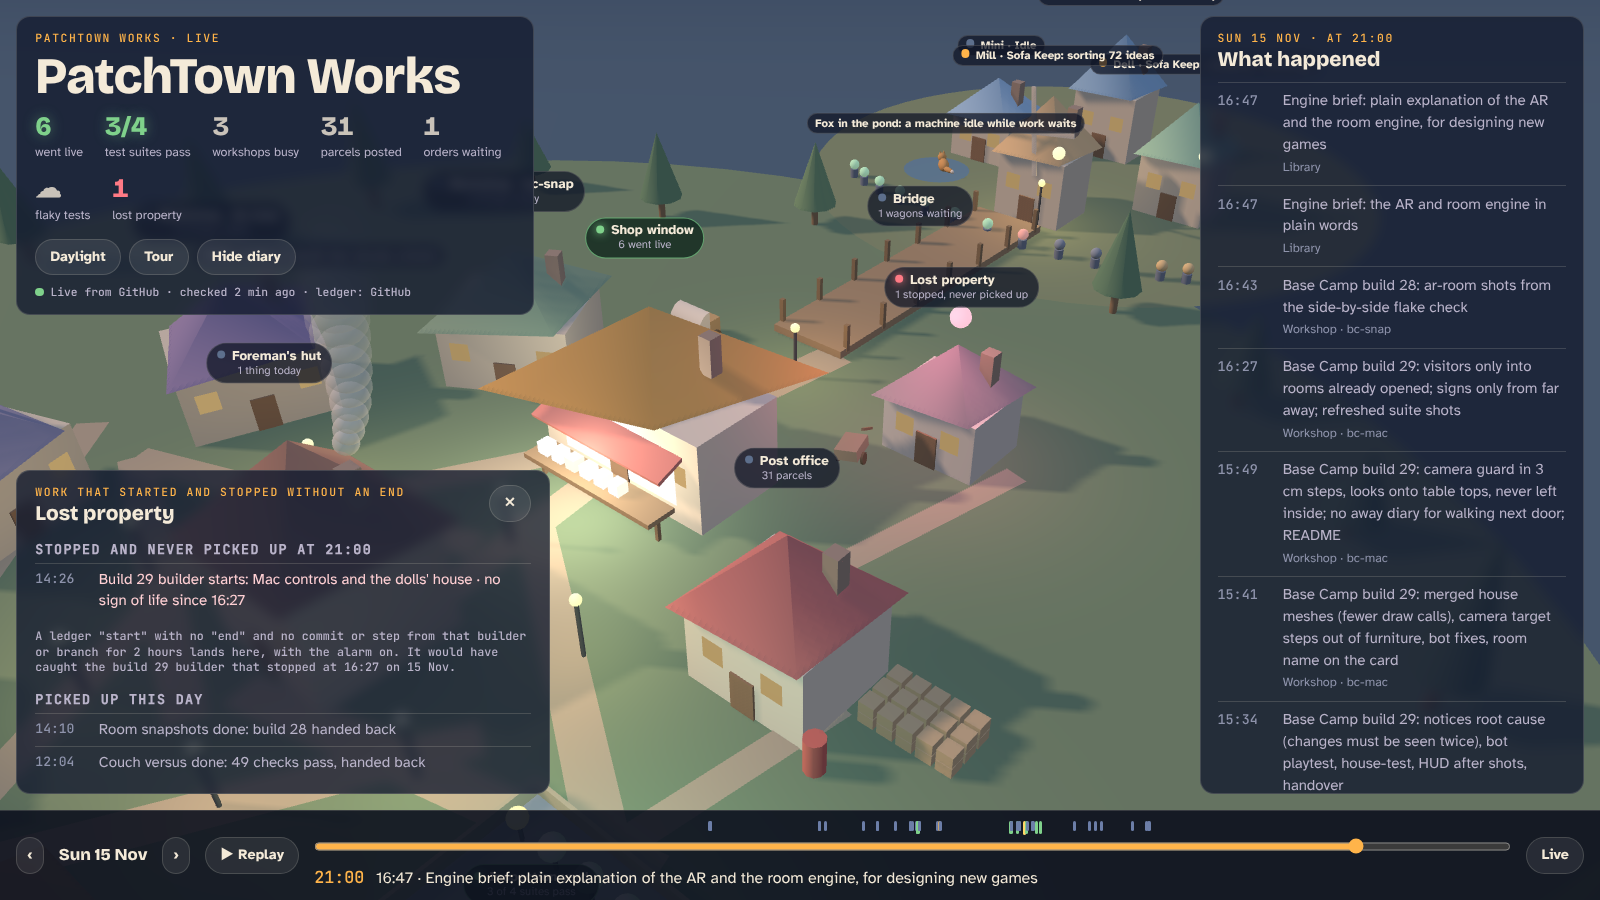 PATCHTOWN WORKS · LIVE
PatchTown Works
6
went live
3/4
test suites pass
3
workshops busy
31
parcels posted
1
orders waiting
flaky tests
1
lost property
Daylight
Tour
Hide diary
Live from GitHub · checked 2 min ago · ledger: GitHub
c-snap
Shop window
6 went live
Mini · Idle
Mill · Sofa Keep: sorting 72 ideas
Sofa Keep
Fox in the pond: a machine idle while work waits
Bridge
1 wagons waiting
Lost property
1 stopped, never picked up
Foreman's hut
1 thing today
Post office
31 parcels
WORK THAT STARTED AND STOPPED WITHOUT AN END
Lost property
×
STOPPED AND NEVER PICKED UP AT 21:00
14:26 Build 29 builder starts: Mac controls and the dolls' house · no
sign of life since 16:27
A ledger "start" with no "end" and no commit or step from that builder
or branch for 2 hours lands here, with the alarm on. It would have
caught the build 29 builder that stopped at 16:27 on 15 Nov.
PICKED UP THIS DAY
14:10 Room snapshots done: build 28 handed back
12:04 Couch versus done: 49 checks pass, handed back
SUN 15 NOV · AT 21:00
What happened
16:47 Engine brief: plain explanation of the AR
and the room engine, for designing new
games
Library
16:47 Engine brief: the AR and room engine in
plain words
Library
16:43 Base Camp build 28: ar-room shots from
the side-by-side flake check
Workshop · bc-snap
16:27 Base Camp build 29: visitors only into
rooms already opened; signs only from far
away; refreshed suite shots
Workshop · bc-mac
15:49 Base Camp build 29: camera guard in 3
cm steps, looks onto table tops, never left
inside; no away diary for walking next door;
README
Workshop · bc-mac
15:41 Base Camp build 29: merged house
meshes (fewer draw calls), camera target
steps out of furniture, bot fixes, room
name on the card
Workshop · bc-mac
15:34 Base Camp build 29: notices root cause
(changes must be seen twice), bot
playtest, house-test, HUD after shots,
handover
‹ Sun 15 Nov ›
Replay
21:00 16:47 · Engine brief: plain explanation of the AR and the room engine, for designing new games
Live